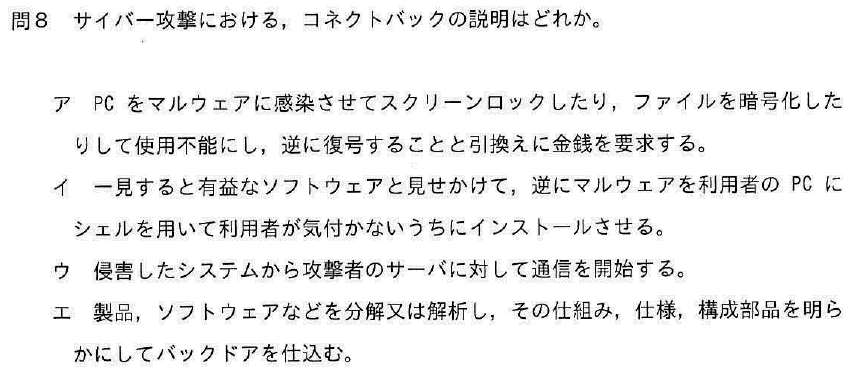 問8 サイバー攻撃における，コネクトバックの説明はどれか。
ア PC をマルウェアに感染させてスクリーンロックしたり，ファイルを暗号化した
りして使用不能にし，逆に復号することと引換えに金銭を要求する。
イ 一見すると有益なソフトウェアと見せかけて，逆にマルウェアを利用者の PC に
シェルを用いて利用者が気付かないうちにインストールさせる。
ウ 侵害したシステムから攻撃者のサーバに対して通信を開始する。
エ 製品，ソフトウェアなどを分解又は解析し，その仕組み，仕様，構成部品を明ら
かにしてバックドアを仕込む。